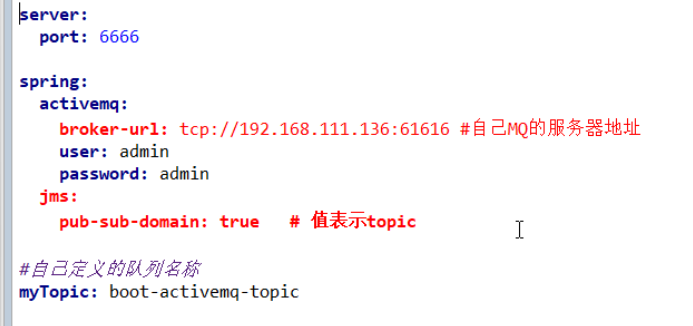 server:
  port: 6666
spring:
  activemq:
    broker-url: tcp://192.168.111.136:61616 #自己MQ的服务器地址
    user: admin
    password: admin
  jms:
    pub-sub-domain: true   # 值表示topic
#自己定义的队列名称
myTopic: boot-activemq-topic